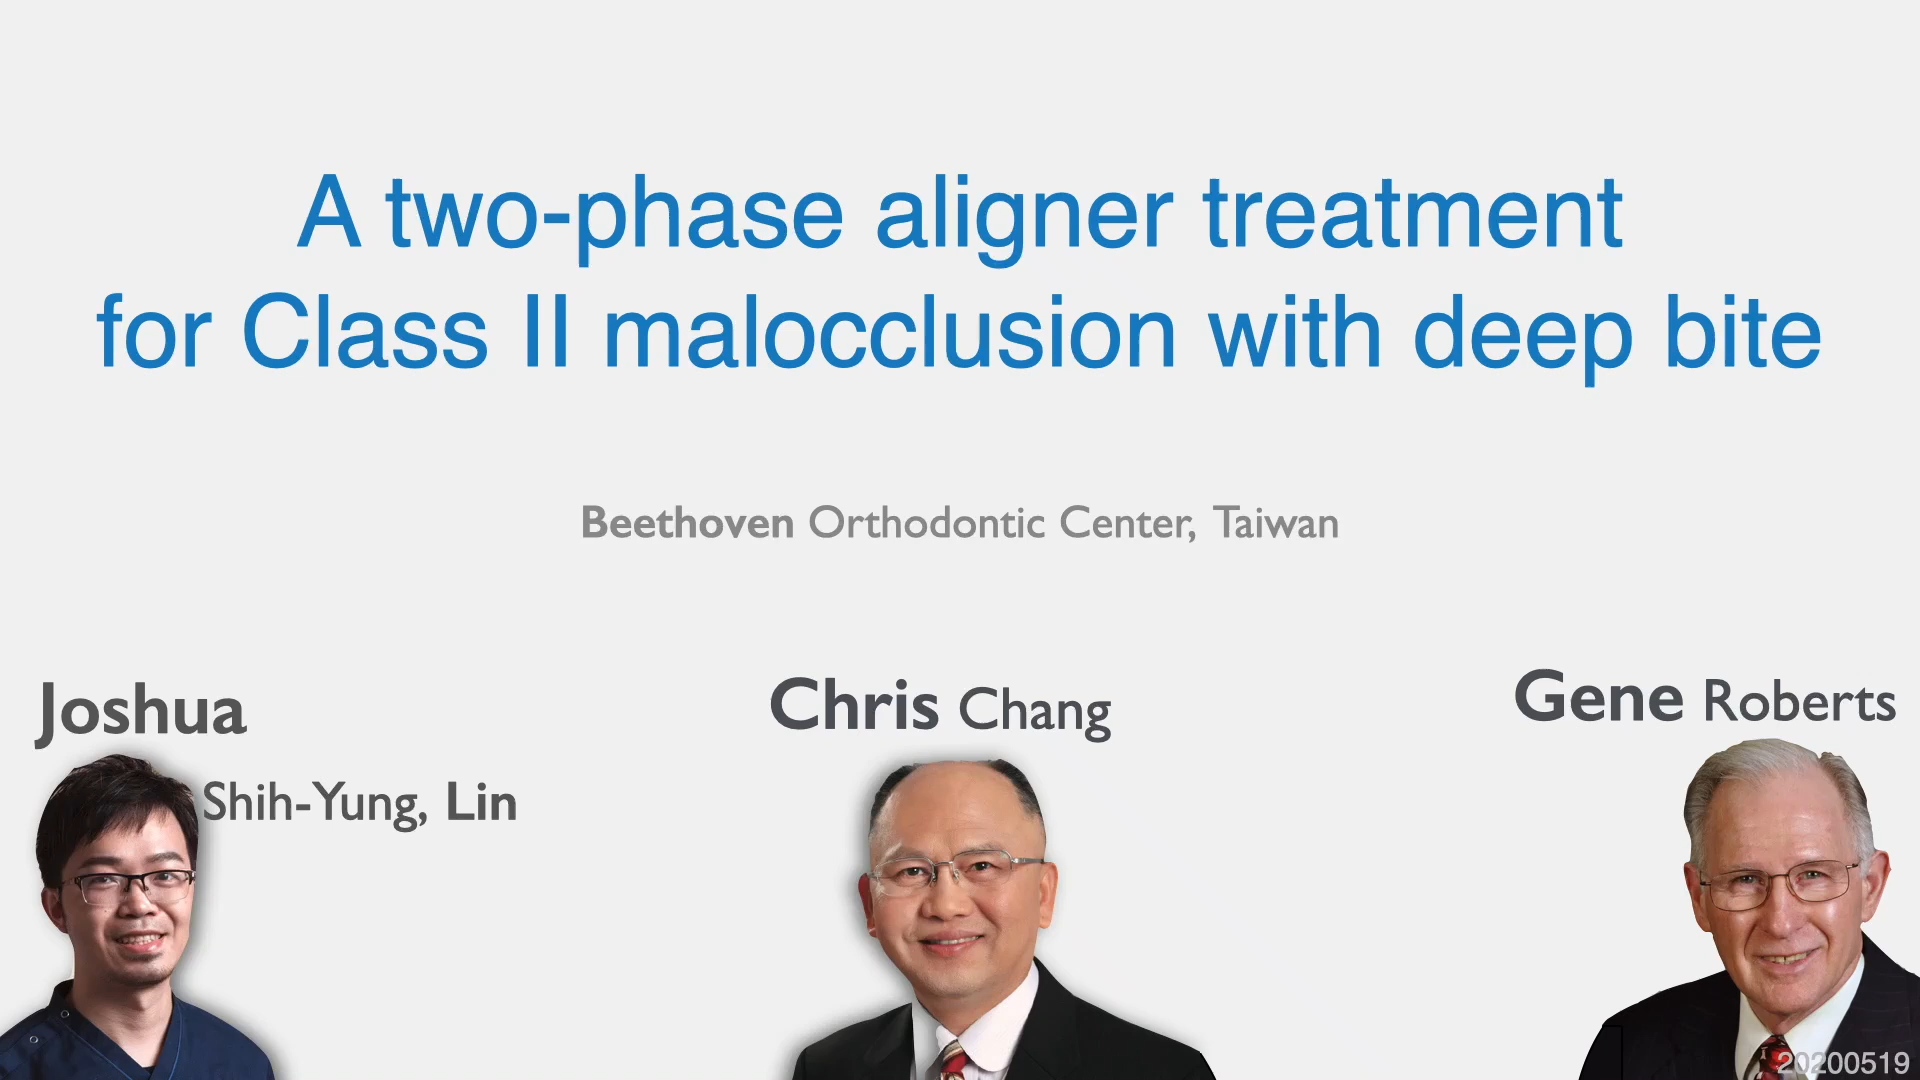 A two-phase aligner treatment
for Class II malocclusion with deep bite
Beethoven Orthodontic Center, Taiwan
Joshua
Shih-Yung, Lin
Chris Chang
Gene Roberts
20200519